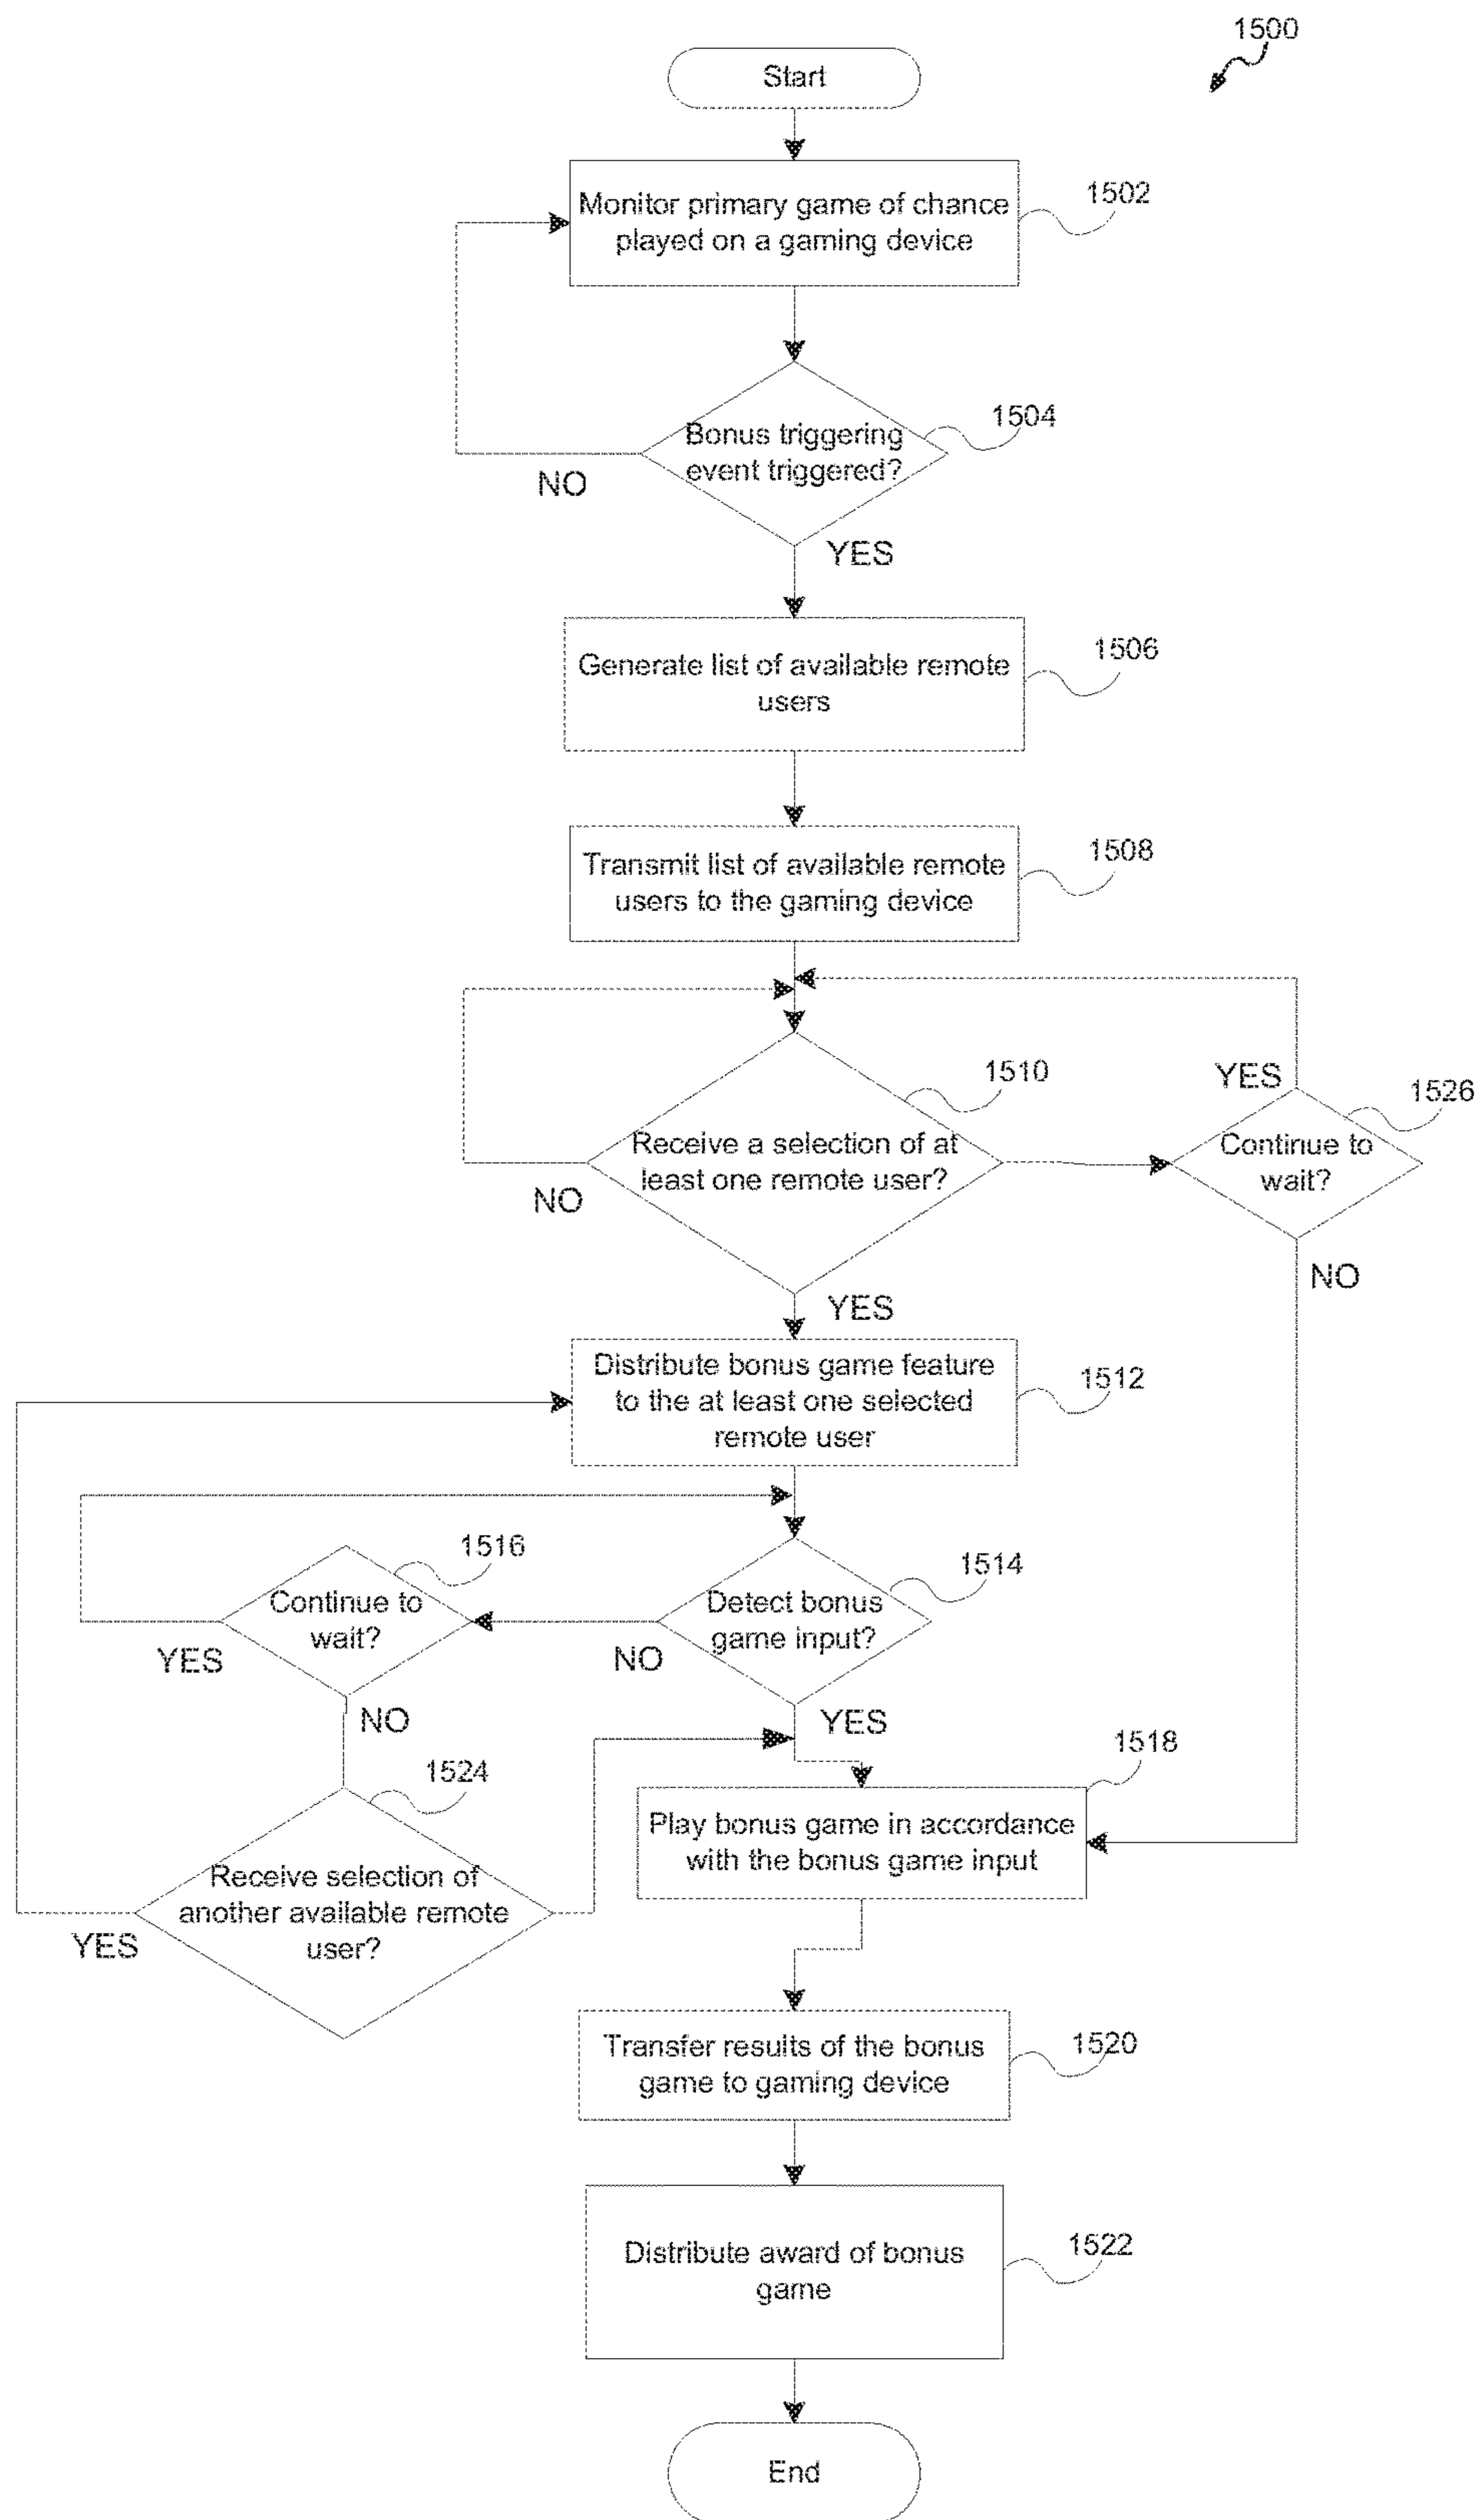 1500
Start
Monitor primary game of chance
played on a gaming device
1502
Bonus triggering
event triggered?
1504
NO
YES
Generate list of available remote
users
1506
Transmit list of available remote
users to the gaming device
1508
Receive a selection of at
least one remote user?
1510
NO
YES
Continue to
wait?
1526
YES
NO
Distribute bonus game feature
to the at least one selected
remote user
1512
Detect bonus
game input?
1514
NO
YES
Continue to
wait?
1516
YES
NO
Receive selection of
another available remote
user?
1524
YES
Play bonus game in accordance
with the bonus game input
1518
Transfer results of the bonus
game to gaming device
1520
Distribute award of bonus
game
1522
End